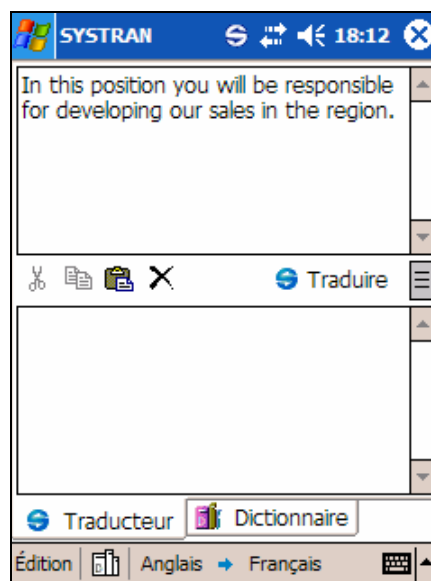 SYSTRAN 18:12
In this position you will be responsible
for developing our sales in the region.
Traduire
Traducteur Dictionnaire
Édition Anglais Français